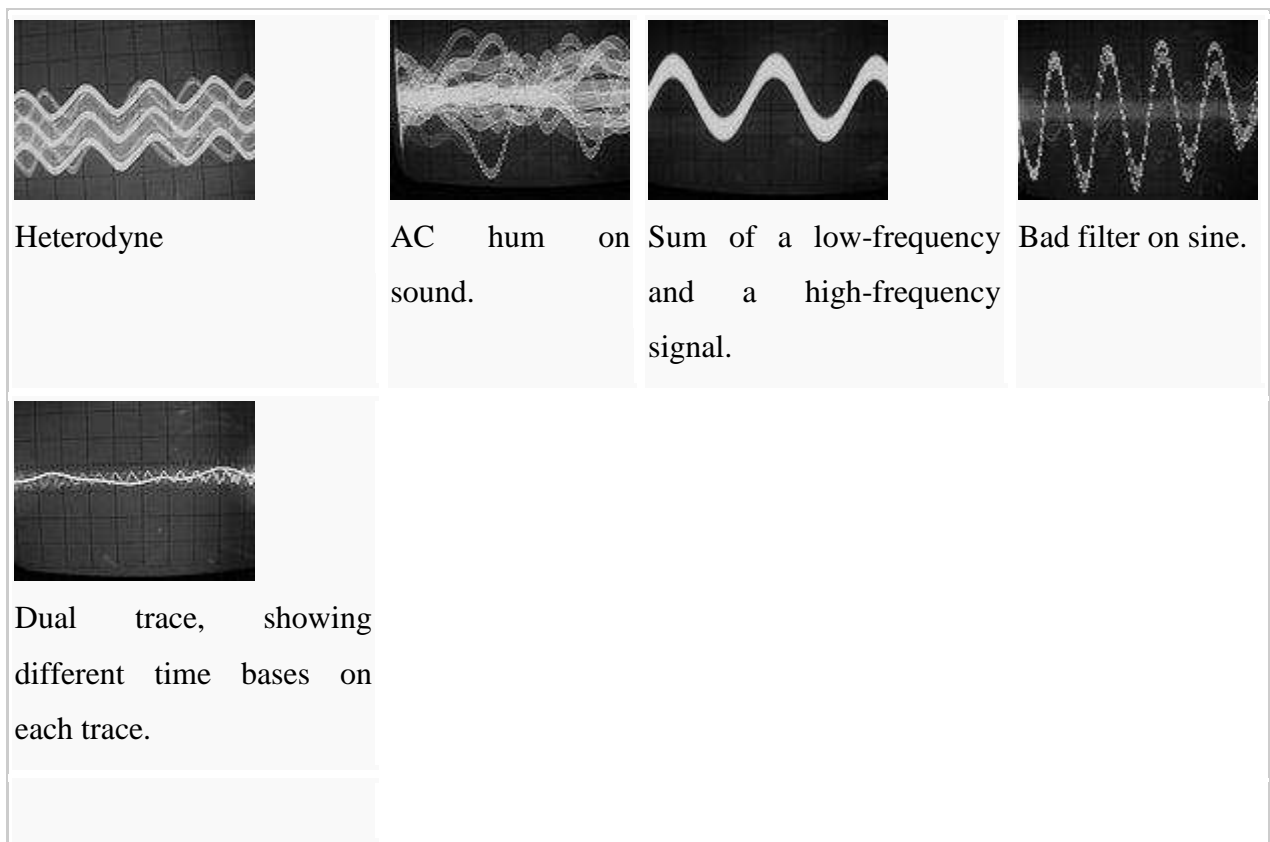 Heterodyne
AC hum on
sound.
Sum of a low-frequency
and a high-frequency
signal.
Bad filter on sine.
Dual trace, showing
different time bases on
each trace.